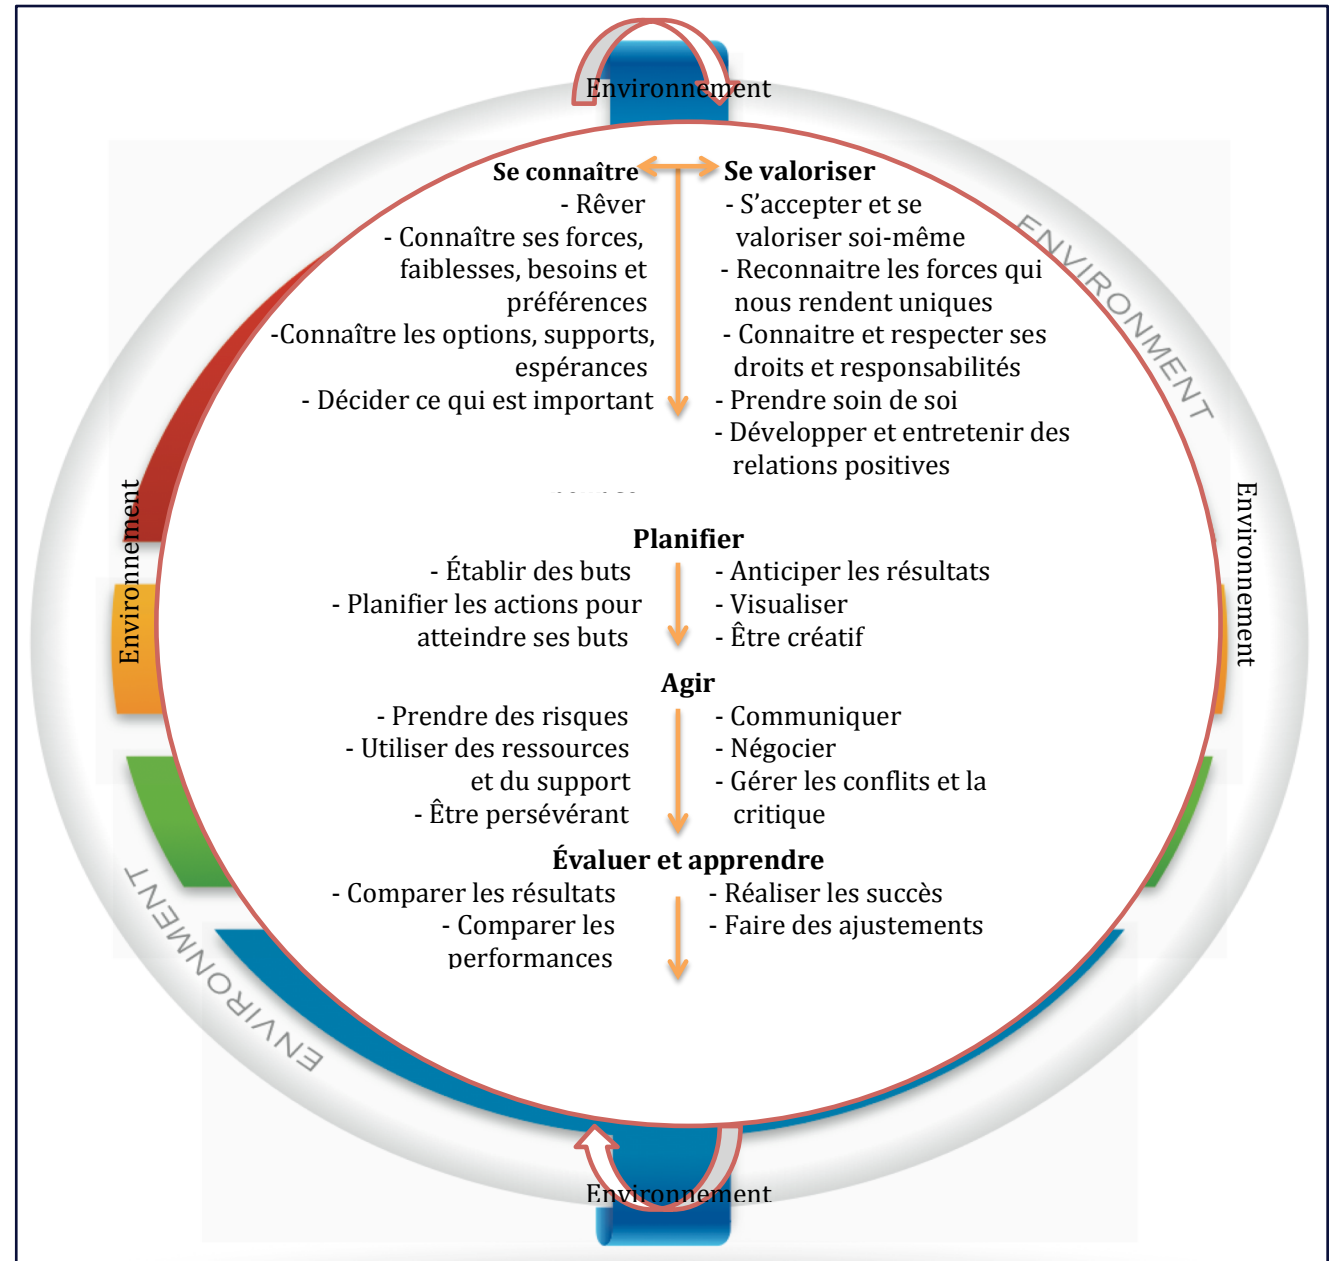 Environnement
Se connaître
- Rêver
- Connaître ses forces,
faiblesses, besoins et
préférences
-Connaître les options, supports,
espérances
- Décider ce qui est important
Se valoriser
- S’accepter et se
valoriser soi-même
- Reconnaitre les forces qui
nous rendent uniques
- Connaitre et respecter ses
droits et responsabilités
- Prendre soin de soi
- Développer et entretenir des
relations positives
ENVIRONMENT
Environnement
Environnement
Planifier
- Établir des buts
- Planifier les actions pour
atteindre ses buts
- Anticiper les résultats
- Visualiser
- Être créatif
Agir
- Prendre des risques
- Utiliser des ressources
et du support
- Être persévérant
- Communiquer
- Négocier
- Gérer les conflits et la
critique
Évaluer et apprendre
- Comparer les résultats
- Comparer les
performances
- Réaliser les succès
- Faire des ajustements
ENVIRONMENT
Environnement